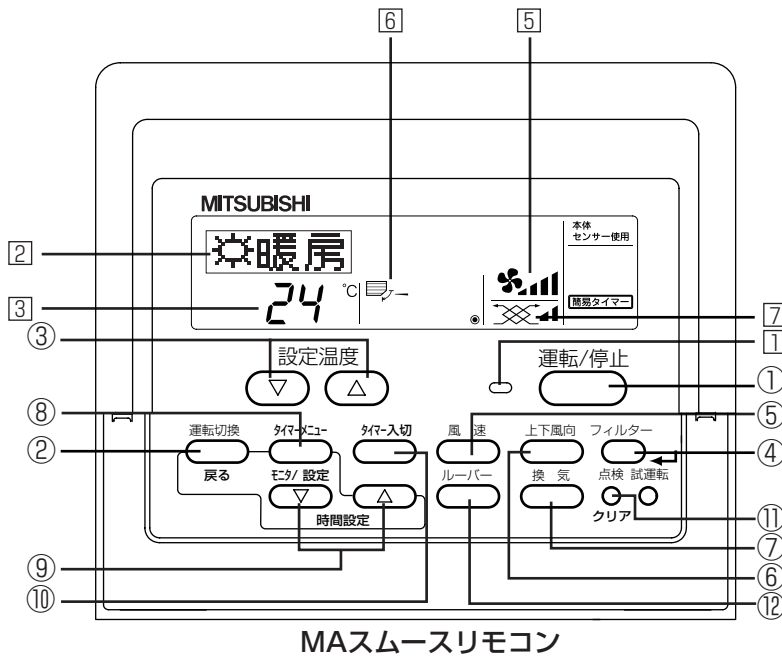 6
5
MITSUBISHI
本体
センサー使用
2
暖房
3
24 °C
簡易タイマー
7
1
③
設定温度
運転/停止
▽ △
①
⑧
⑤
②
運転切換 タイマーメニュー タイマー入切 風 速 上下風向 フィルター
④
戻る モニタ/設定 ルーバー 換 気 点検 試運転
▽ △
クリア
時間設定
⑪
⑨
⑦
⑩
⑥
⑫
MAスムースリモコン